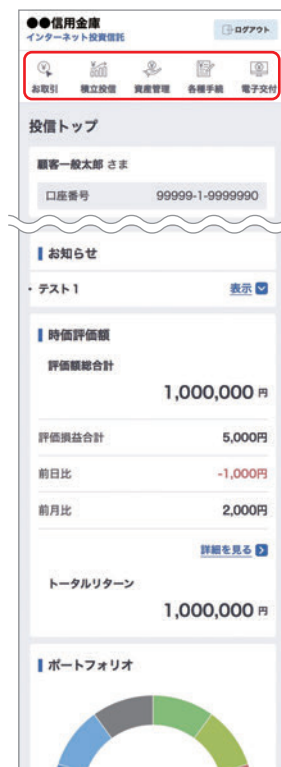 ●●信用金庫
インターネット投資信託
ログアウト
お取引 積立投信 資産管理 各種手続 電子交付
投信トップ
顧客一般太郎 さま
口座番号 99999-1-9999990
お知らせ
・テスト1 表示
時価評価額
評価額総合計
1,000,000 円
評価損益合計 5,000円
前日比 -1,000円
前月比 2,000円
詳細を見る
トータルリターン
1,000,000 円
ポートフォリオ